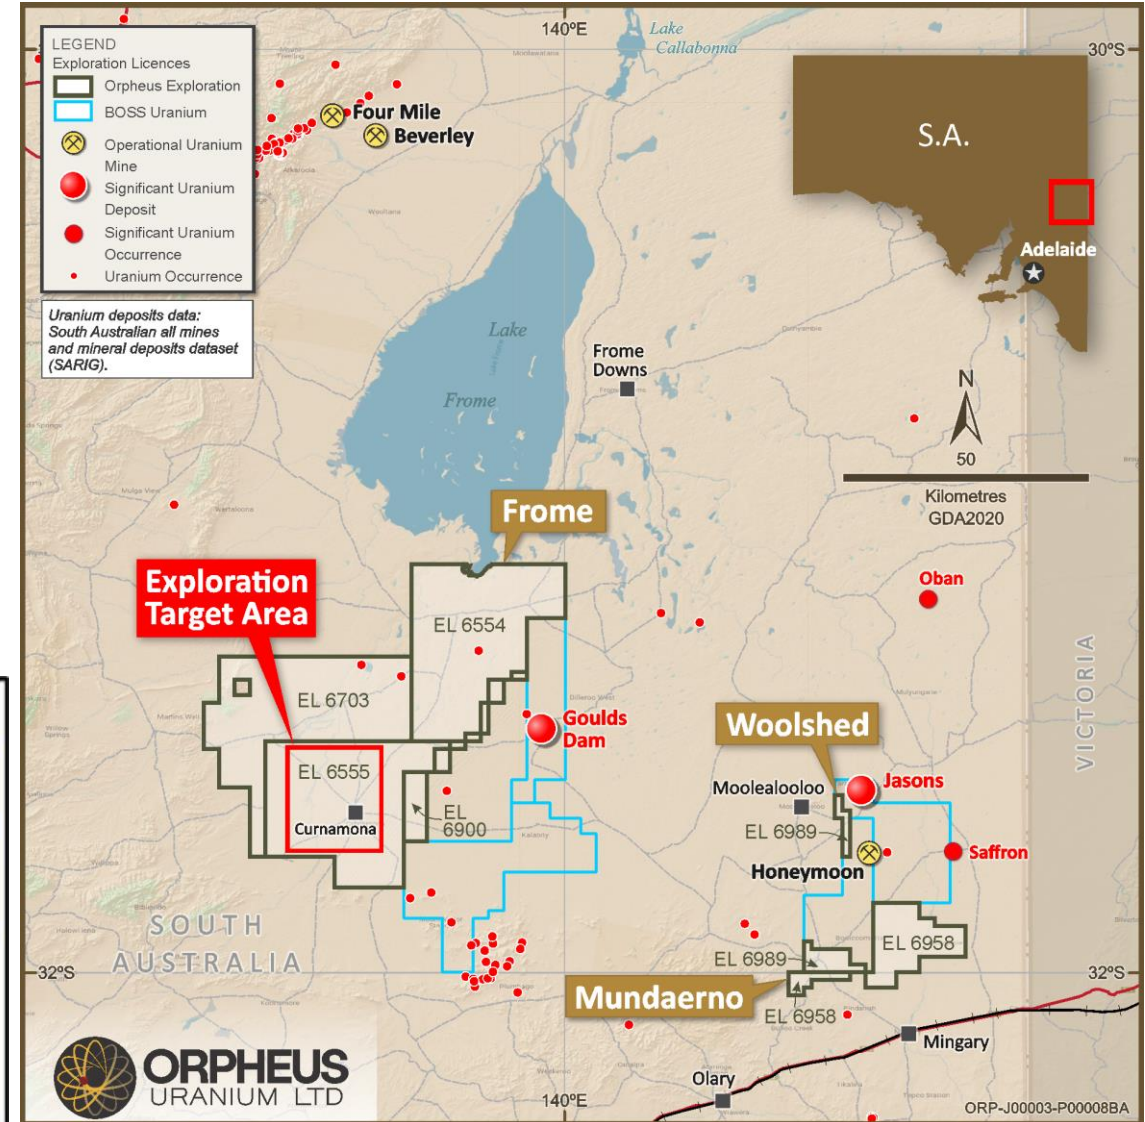 LEGEND
Exploration Licences
Orpheus Exploration
BOSS Uranium
Operational Uranium
Mine
Significant Uranium
Deposit
Significant Uranium
Occurrence
Uranium Occurrence
Uranium deposits data:
South Australian all mines
and mineral deposits dataset
(SARIG).
140ºE
30ºS
Lake
Callabonna
Four Mile
Beverley
S.A.
Adelaide
Lake
Frome
Frome
Downs
N
50
Kilometres
GDA2020
Frome
Exploration
Target Area
EL 6554
Oban
EL 6703
Goulds
Dam
VICTORIA
Woolshed
EL 6555
Curnamona
EL
6900
Moolealooloo
Jasons
EL 6989
Honeymoon
Saffron
SOUTH
AUSTRALIA
EL 6958
EL 6989
32ºS
32ºS
Mundaerno
EL 6958
Mingary
Olary
ORPHEUS
URANIUM LTD
140ºE
ORP-J00003-P00008BA